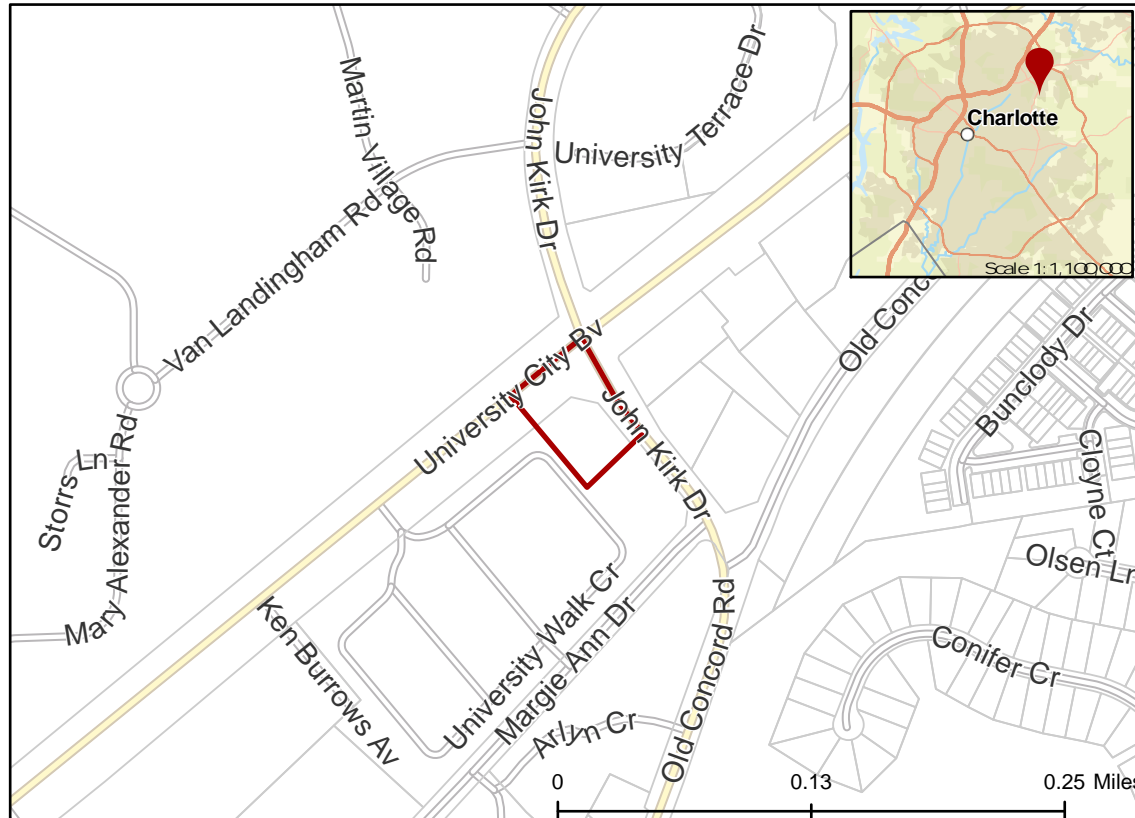 Martin Village Rd
John Kirk Dr
University Terrace Dr
Charlotte
Scale 1:1,100,000
Van Landingham Rd
University City Bv
Old Conco
Bunclody Dr
Storrs Ln
Mary Alexander Rd
John Kirk Dr
Cloyne Ct
Olsen Ln
Ken Burrows Av
University Walk Cr
Margie Ann Dr
Arlyn Cr
Old Concord Rd
Conifer Cr
0 0.13 0.25 Miles